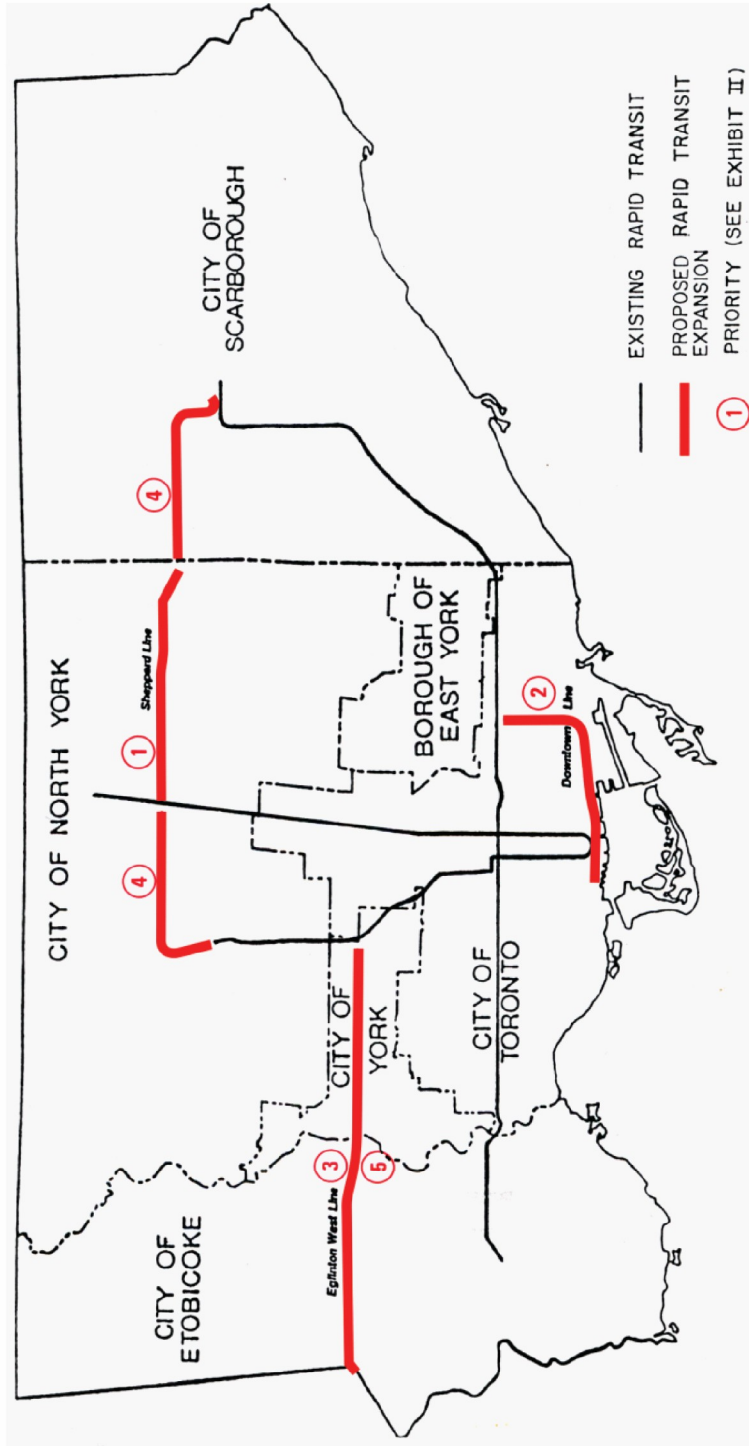 CITY OF NORTH YORK
CITY OF
SCARBOROUGH
CITY OF
ETOBICOKE
CITY OF
YORK
BOROUGH OF
EAST YORK
CITY OF
TORONTO
4
1
Sheppard Line
4
3
Eglinton West Line
5
2
Downtown Line
EXISTING RAPID TRANSIT
PROPOSED RAPID TRANSIT
EXPANSION
1 PRIORITY (SEE EXHIBIT II)